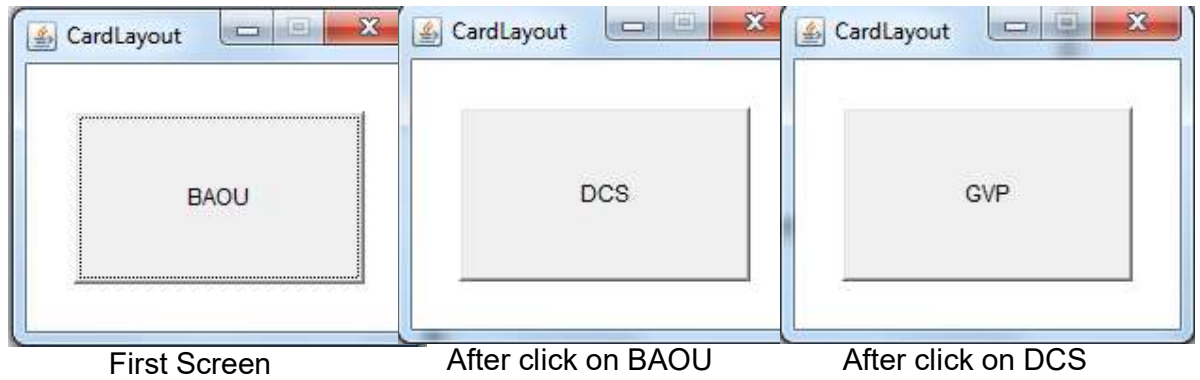 CardLayout
BAOU
First Screen
CardLayout
DCS
After click on BAOU
CardLayout
GVP
After click on DCS